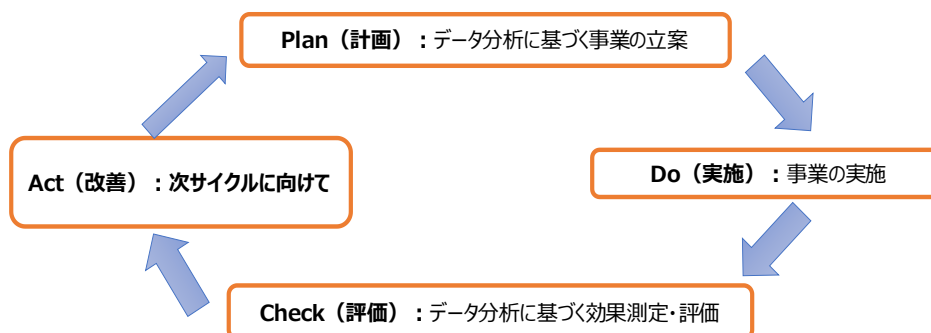 Plan（計画）：データ分析に基づく事業の立案
Act（改善）：次サイクルに向けて
Do（実施）：事業の実施
Check（評価）：データ分析に基づく効果測定・評価